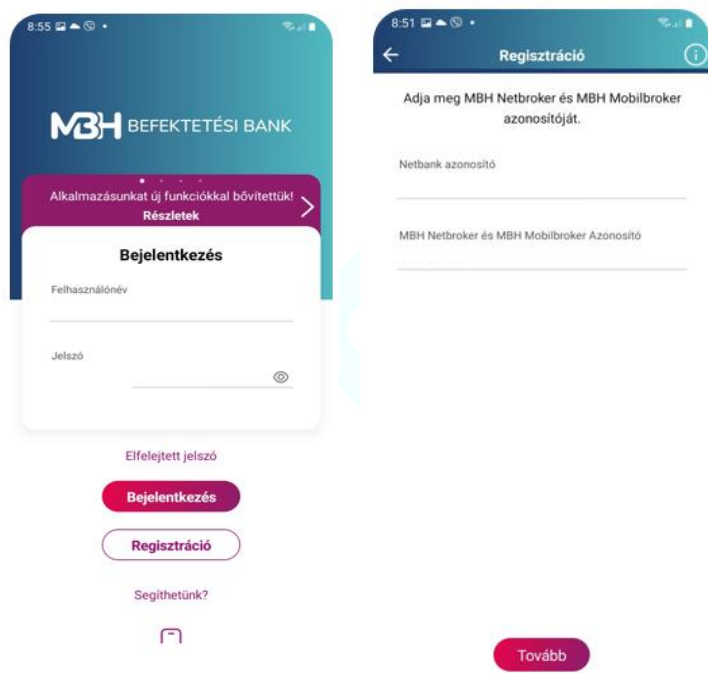 8:55
MBH BEFEKTETÉSI BANK
Alkalmazásunkat új funkciókkal bővítettük!
Részletek
Bejelentkezés
Felhasználónév
Jelszó
Elfelejtett jelszó
Bejelentkezés
Regisztráció
Segíthetünk?
8:51
Regisztráció
Adja meg MBH Netbroker és MBH Mobilbroker
azonosítóját.
Netbank azonosító
MBH Netbroker és MBH Mobilbroker Azonosító
Tovább